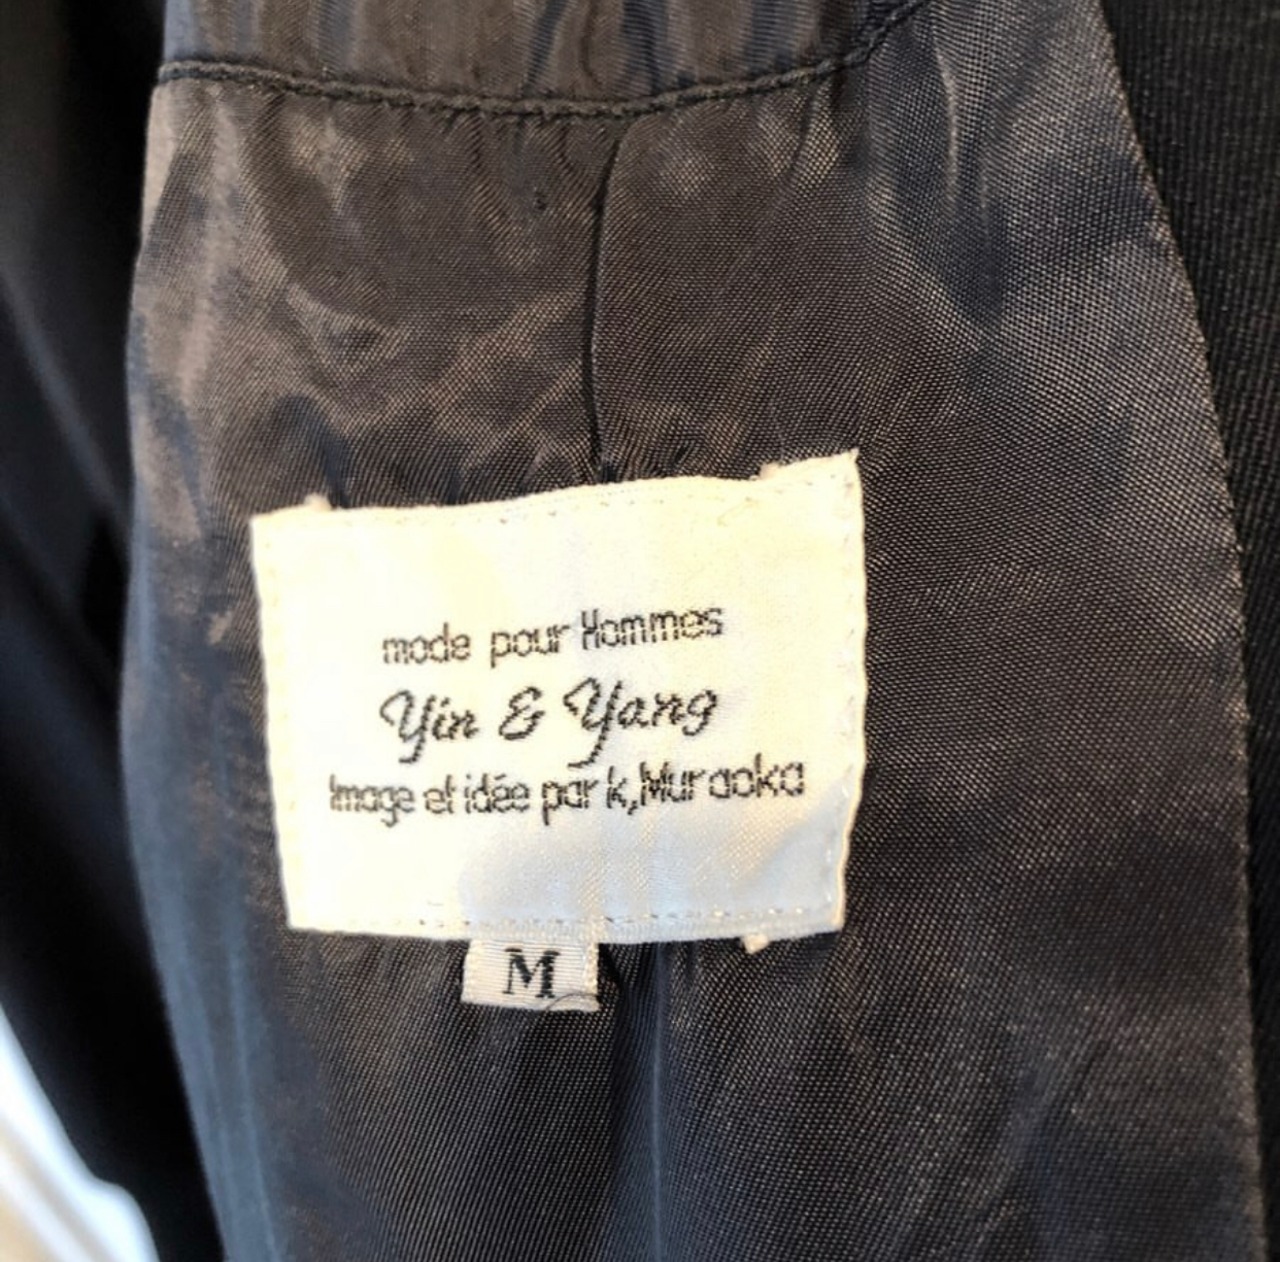 mode pour Hommes
Yin & Yang
Image et idée par k,Muraoka
M